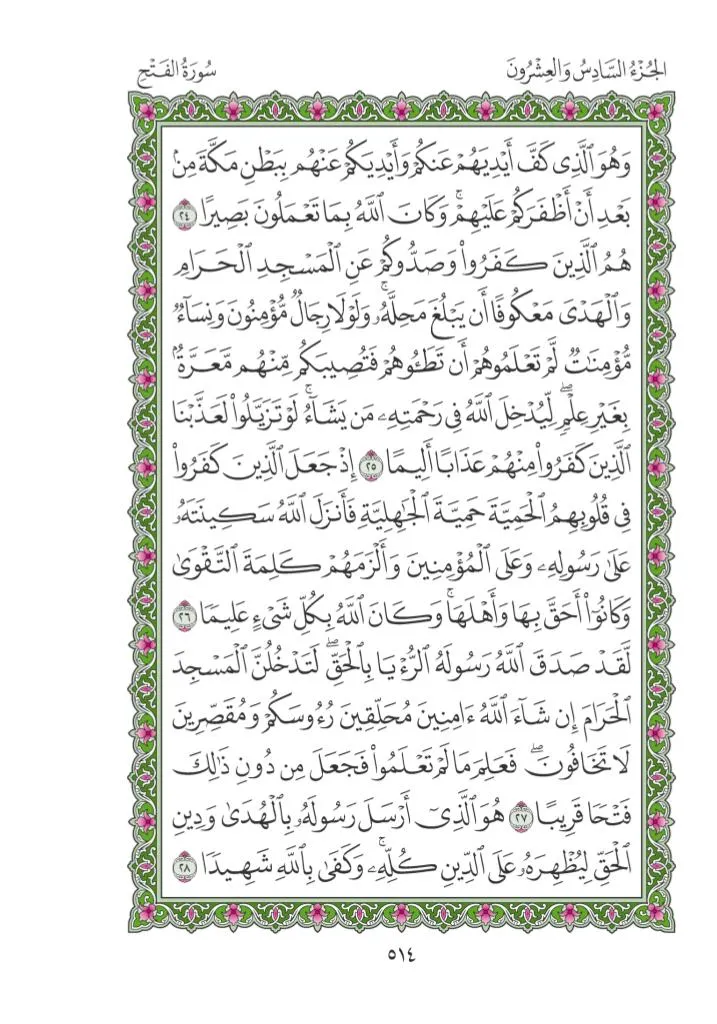 الجُزْءُ السَّادِسُ وَالعِشْرُونَ
سُورَةُ الفَتْحِ
وَهُوَ ٱلَّذِى كَفَّ أَيْدِيَهُمْ عَنكُمْ وَأَيْدِيَكُمْ عَنْهُم بِبَطْنِ مَكَّةَ مِنۢ
بَعْدِ أَنْ أَظْفَرَكُمْ عَلَيْهِمْ ۚ وَكَانَ ٱللَّهُ بِمَا تَعْمَلُونَ بَصِيرًا ٢٤
هُمُ ٱلَّذِينَ كَفَرُوا۟ وَصَدُّوكُمْ عَنِ ٱلْمَسْجِدِ ٱلْحَرَامِ
وَٱلْهَدْىَ مَعْكُوفًا أَن يَبْلُغَ مَحِلَّهُۥ ۚ وَلَوْلَا رِجَالٌ مُّؤْمِنُونَ وَنِسَآءٌ
مُّؤْمِنَـٰتٌ لَّمْ تَعْلَمُوهُمْ أَن تَطَـُٔوهُمْ فَتُصِيبَكُم مِّنْهُم مَّعَرَّةٌۢ
بِغَيْرِ عِلْمٍ ۖ لِّيُدْخِلَ ٱللَّهُ فِى رَحْمَتِهِۦ مَن يَشَآءُ ۚ لَوْ تَزَيَّلُوا۟ لَعَذَّبْنَا
ٱلَّذِينَ كَفَرُوا۟ مِنْهُمْ عَذَابًا أَلِيمًا ٢٥ إِذْ جَعَلَ ٱلَّذِينَ كَفَرُوا۟
فِى قُلُوبِهِمُ ٱلْحَمِيَّةَ حَمِيَّةَ ٱلْجَـٰهِلِيَّةِ فَأَنزَلَ ٱللَّهُ سَكِينَتَهُۥ
عَلَىٰ رَسُولِهِۦ وَعَلَى ٱلْمُؤْمِنِينَ وَأَلْزَمَهُمْ كَلِمَةَ ٱلتَّقْوَىٰ
وَكَانُوٓا۟ أَحَقَّ بِهَا وَأَهْلَهَا ۚ وَكَانَ ٱللَّهُ بِكُلِّ شَىْءٍ عَلِيمًا ٢٦
لَّقَدْ صَدَقَ ٱللَّهُ رَسُولَهُ ٱلرُّءْيَا بِٱلْحَقِّ ۖ لَتَدْخُلُنَّ ٱلْمَسْجِدَ
ٱلْحَرَامَ إِن شَآءَ ٱللَّهُ ءَامِنِينَ مُحَلِّقِينَ رُءُوسَكُمْ وَمُقَصِّرِينَ
لَا تَخَافُونَ ۖ فَعَلِمَ مَا لَمْ تَعْلَمُوا۟ فَجَعَلَ مِن دُونِ ذَٰلِكَ
فَتْحًا قَرِيبًا ٢٧ هُوَ ٱلَّذِىٓ أَرْسَلَ رَسُولَهُۥ بِٱلْهُدَىٰ وَدِينِ
ٱلْحَقِّ لِيُظْهِرَهُۥ عَلَى ٱلدِّينِ كُلِّهِۦ ۚ وَكَفَىٰ بِٱللَّهِ شَهِيدًا ٢٨
٥١٤